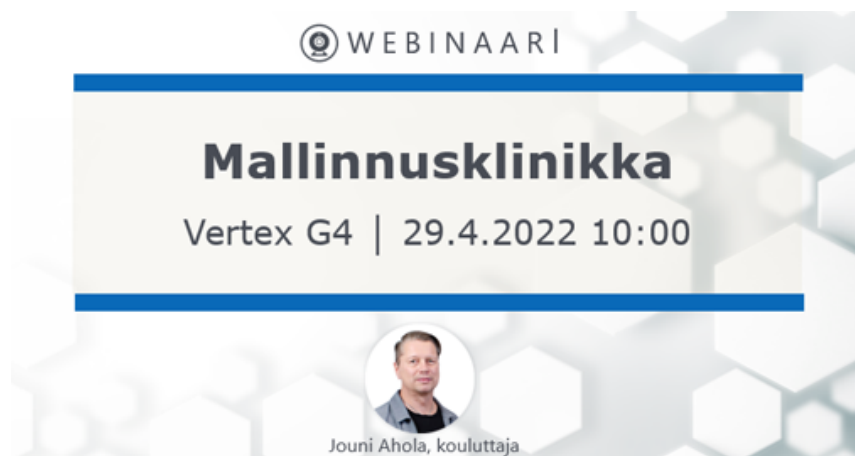 WEBINAARI
Mallinnusklinikka
Vertex G4 | 29.4.2022 10:00
Jouni Ahola, kouluttaja